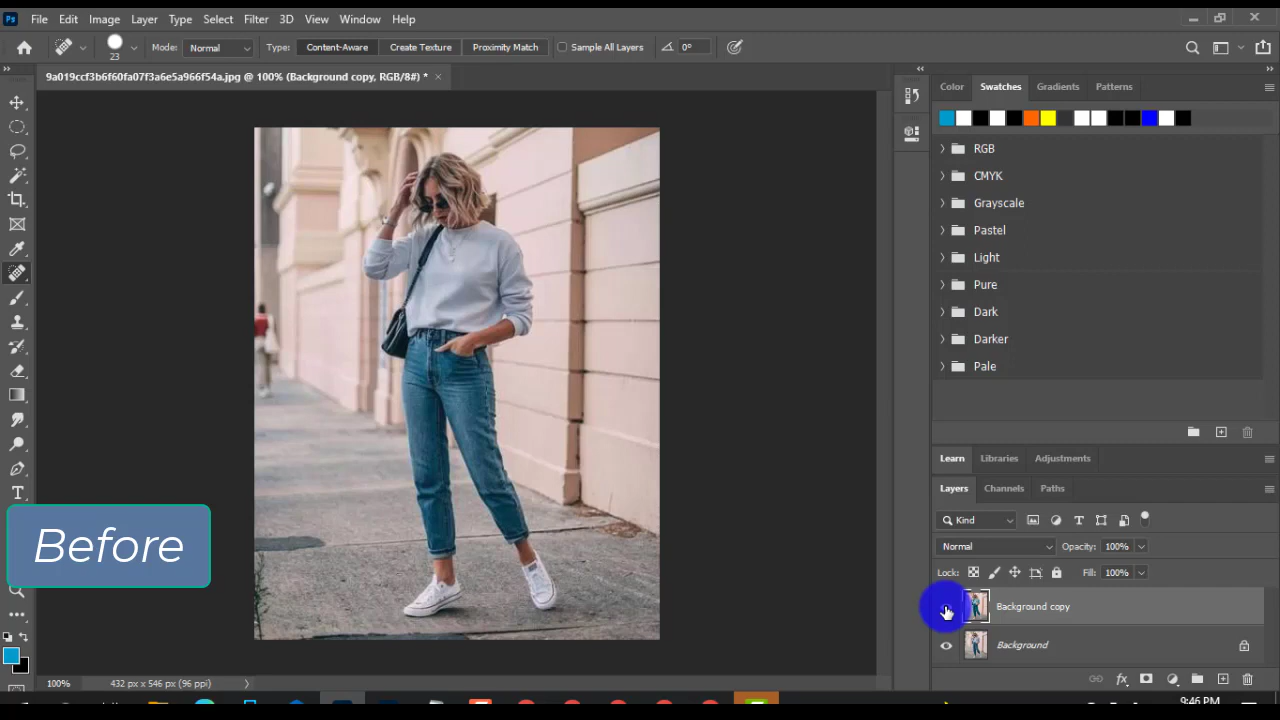 Ps File Edit Image Layer Type Select Filter 3D View Window Help
23 Mode: Normal Type: Content-Aware Create Texture Proximity Match Sample All Layers 0°
9a019ccf3b6f60fa07f3a6e5a966f54a.jpg @ 100% (Background copy, RGB/8#) *
Color Swatches Gradients Patterns
RGB
CMYK
Grayscale
Pastel
Light
Pure
Dark
Darker
Pale
Learn Libraries Adjustments
Layers Channels Paths
Kind
Normal Opacity: 100%
Lock: Fill: 100%
Background copy
Background
Before
100% 432 px x 546 px (96 ppi)
9:46 PM